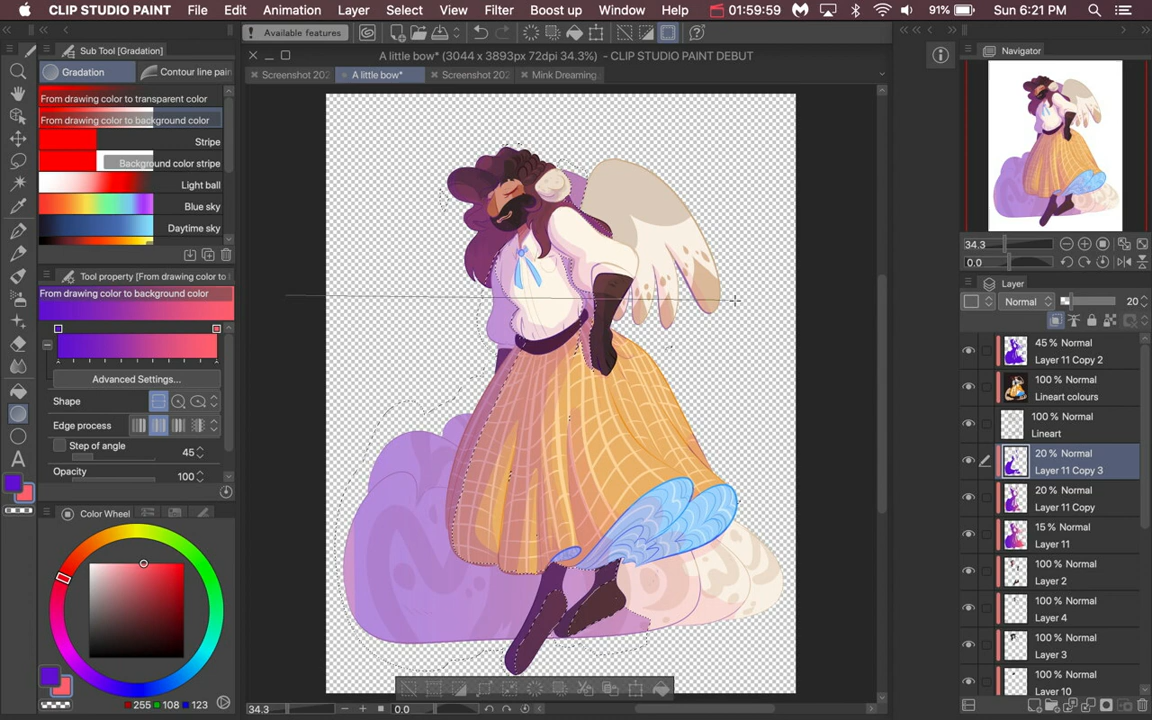 CLIP STUDIO PAINT File Edit Animation Layer Select View Filter Boost up Window Help 01:59:59 91% Sun 6:21 PM
Available features
Sub Tool [Gradation]
A little bow* (3044 x 3893px 72dpi 34.3%) - CLIP STUDIO PAINT DEBUT
Navigator
Gradation Contour line pain
Screenshot 202 A little bow* Screenshot 202 Mink Dreaming
From drawing color to transparent color
From drawing color to background color
Stripe
Background color stripe
Light ball
Blue sky
Daytime sky
34.3
0.0
Tool property [From drawing color to
From drawing color to background color
Advanced Settings...
Shape
Edge process
Step of angle
45
Opacity
100
Color Wheel
255 108 123
34.3 0.0
Layer
Normal 20
45 % Normal
Layer 11 Copy 2
100 % Normal
Lineart colours
100 % Normal
Lineart
20 % Normal
Layer 11 Copy 3
20 % Normal
Layer 11 Copy
15 % Normal
Layer 11
100 % Normal
Layer 2
100 % Normal
Layer 4
100 % Normal
Layer 3
100 % Normal
Layer 10